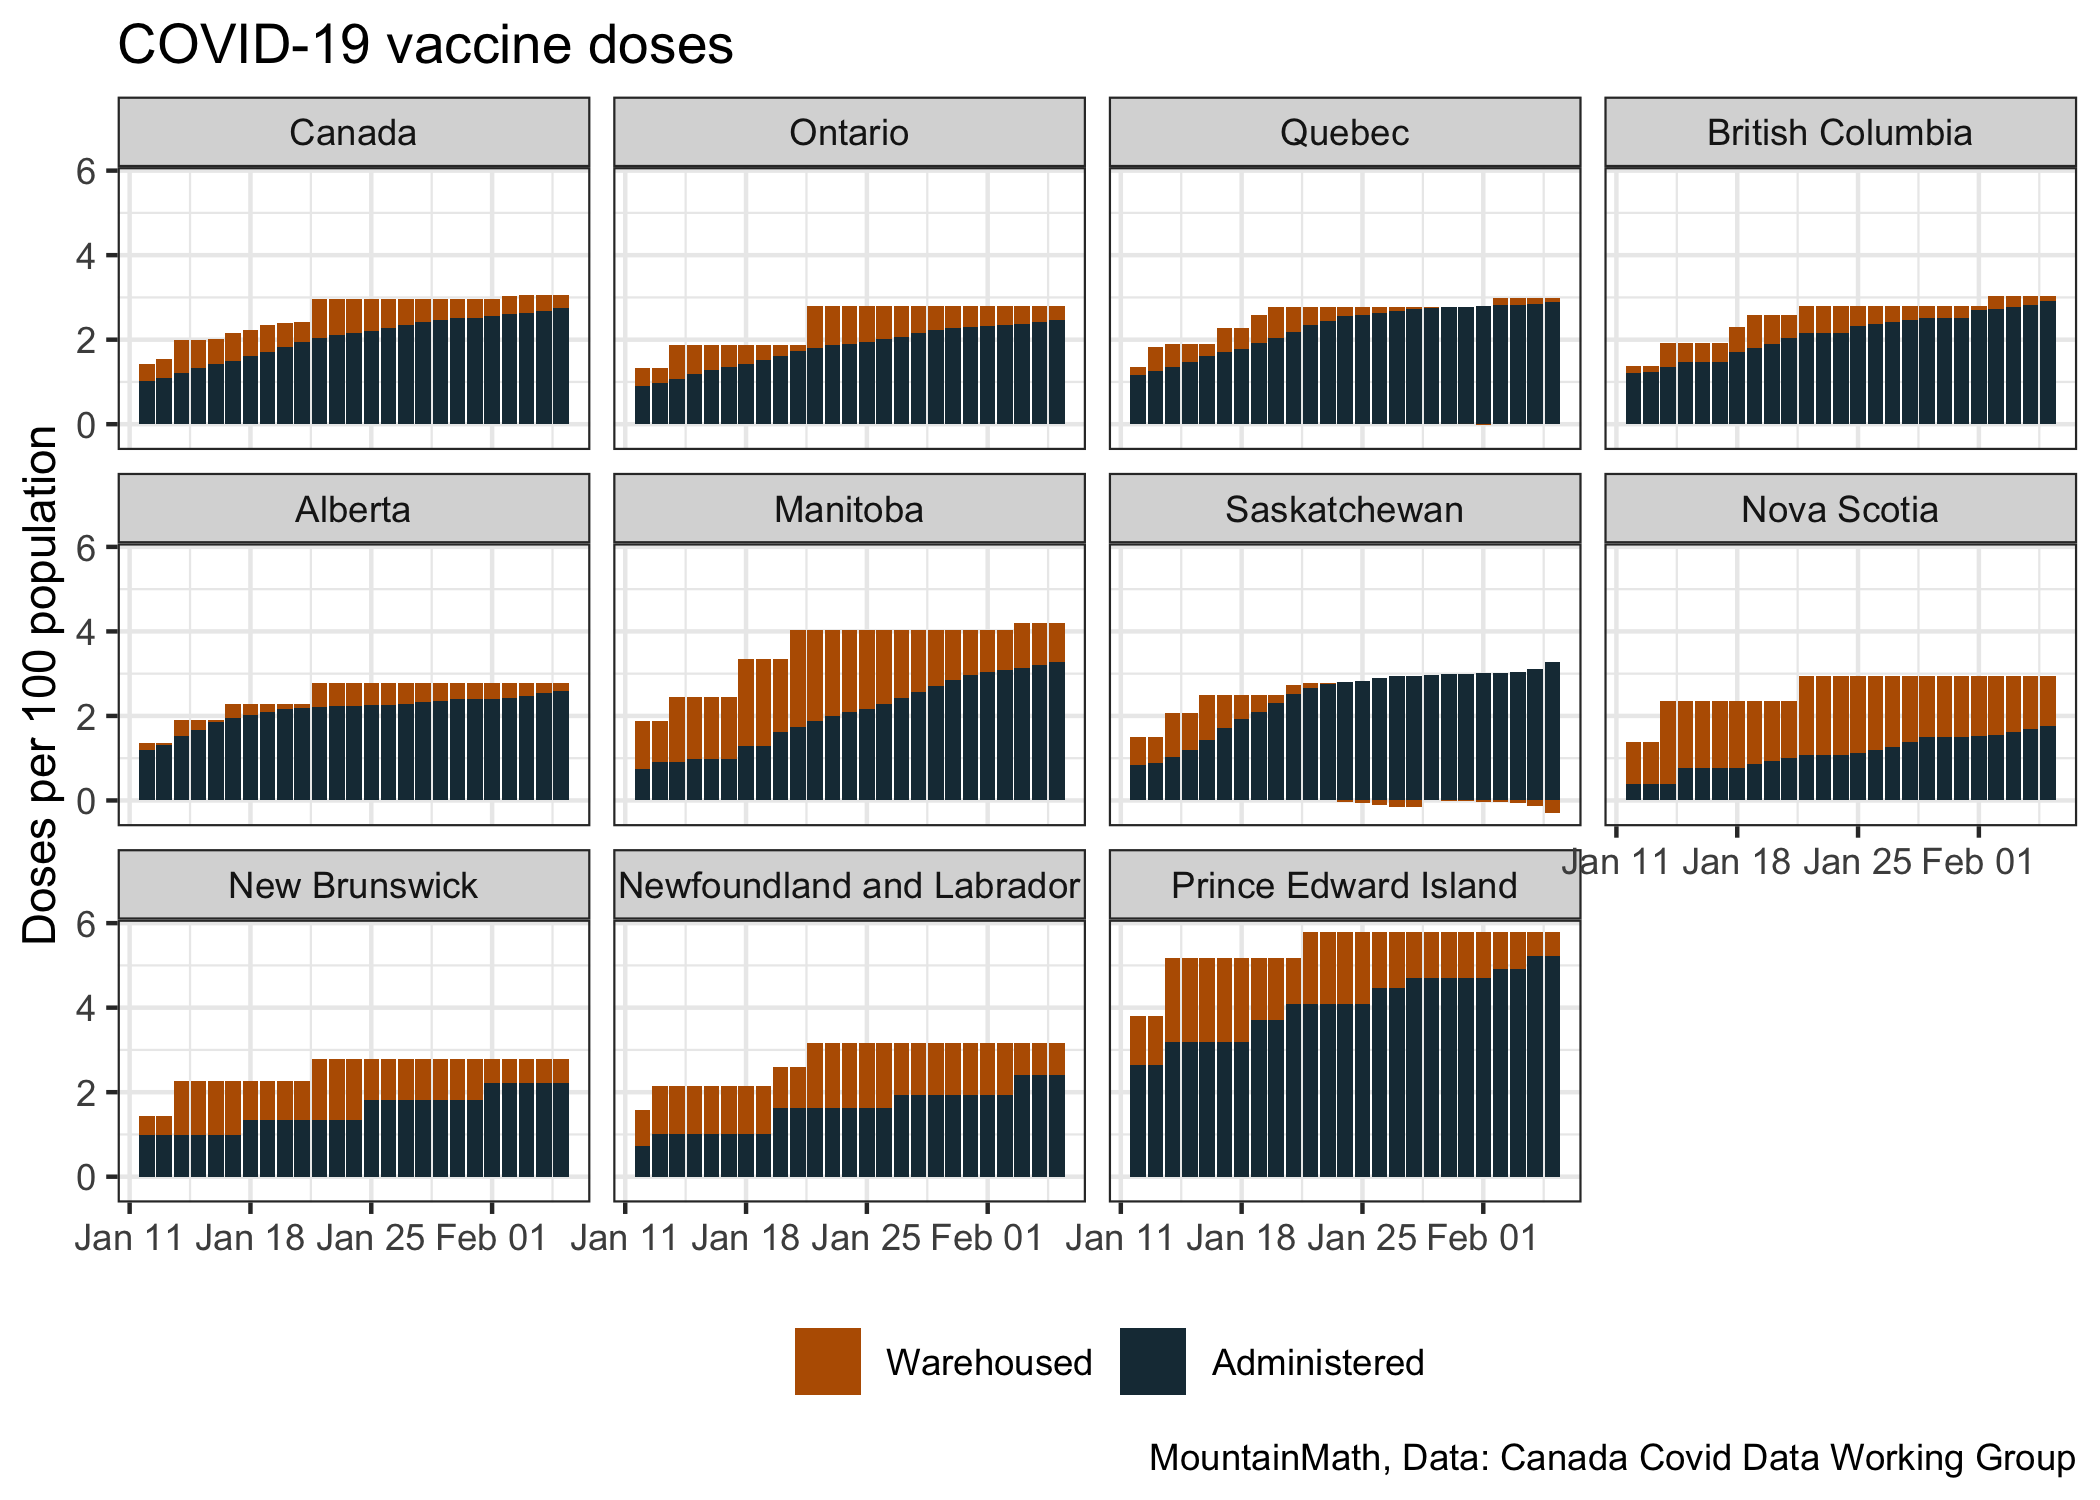 COVID-19 vaccine doses
Canada
Ontario
Quebec
British Columbia
6
4
2
0
Alberta
Manitoba
Saskatchewan
Nova Scotia
6
4
2
0
Jan 11 Jan 18 Jan 25 Feb 01
New Brunswick
Newfoundland and Labrador
Prince Edward Island
6
4
2
0
Jan 11 Jan 18 Jan 25 Feb 01
Jan 11 Jan 18 Jan 25 Feb 01
Jan 11 Jan 18 Jan 25 Feb 01
Doses per 100 population
Warehoused
Administered
MountainMath, Data: Canada Covid Data Working Group